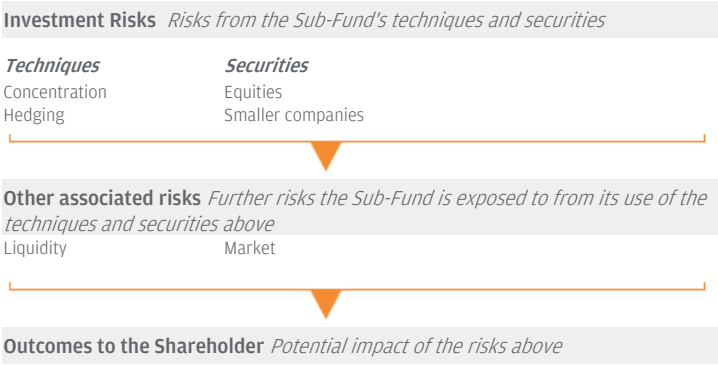 Investment Risks Risks from the Sub-Fund's techniques and securities
Techniques Securities
Concentration Equities
Hedging Smaller companies
Other associated risks Further risks the Sub-Fund is exposed to from its use of the
techniques and securities above
Liquidity Market
Outcomes to the Shareholder Potential impact of the risks above